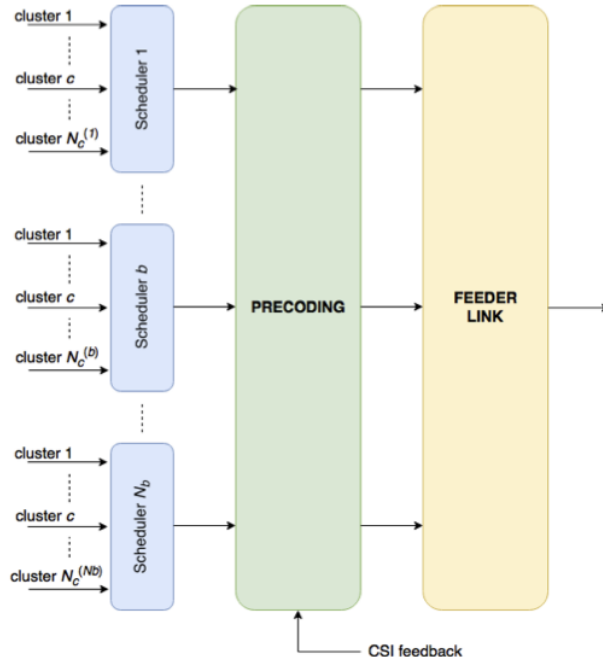 cluster 1
cluster c
cluster N_c^(1)
Scheduler 1
cluster 1
cluster c
cluster N_c^(b)
Scheduler b
cluster 1
cluster c
cluster N_c^(Nb)
Scheduler N_b
PRECODING
FEEDER
LINK
CSI feedback